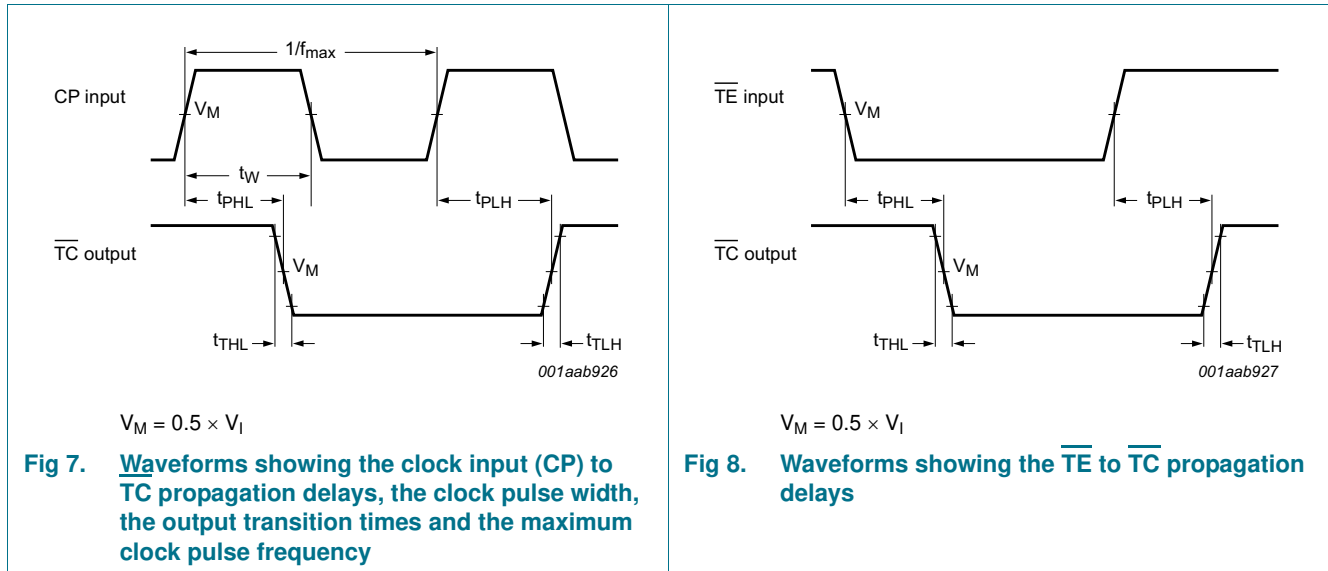 1/fmax
CP input
VM
tW
tPHL
tPLH
TC output
VM
tTHL
tTLH
001aab926
VM = 0.5 × VI
Fig 7. Waveforms showing the clock input (CP) to
TC propagation delays, the clock pulse width,
the output transition times and the maximum
clock pulse frequency
TE input
VM
tPHL
tPLH
TC output
VM
tTHL
tTLH
001aab927
VM = 0.5 × VI
Fig 8. Waveforms showing the TE to TC propagation
delays